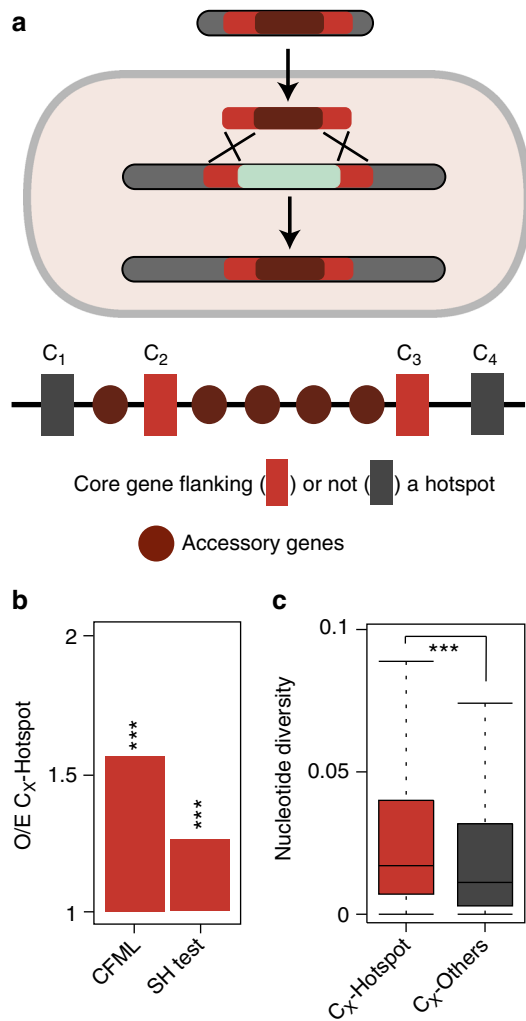 a
C₁ C₂ C₃ C₄
Core gene flanking ( ) or not ( ) a hotspot
Accessory genes
b
2
1.5
1
O/E Cₓ-Hotspot
***
***
CFML
SH test
c
0.1
0.05
0
Nucleotide diversity
***
Cₓ-Hotspot
Cₓ-Others